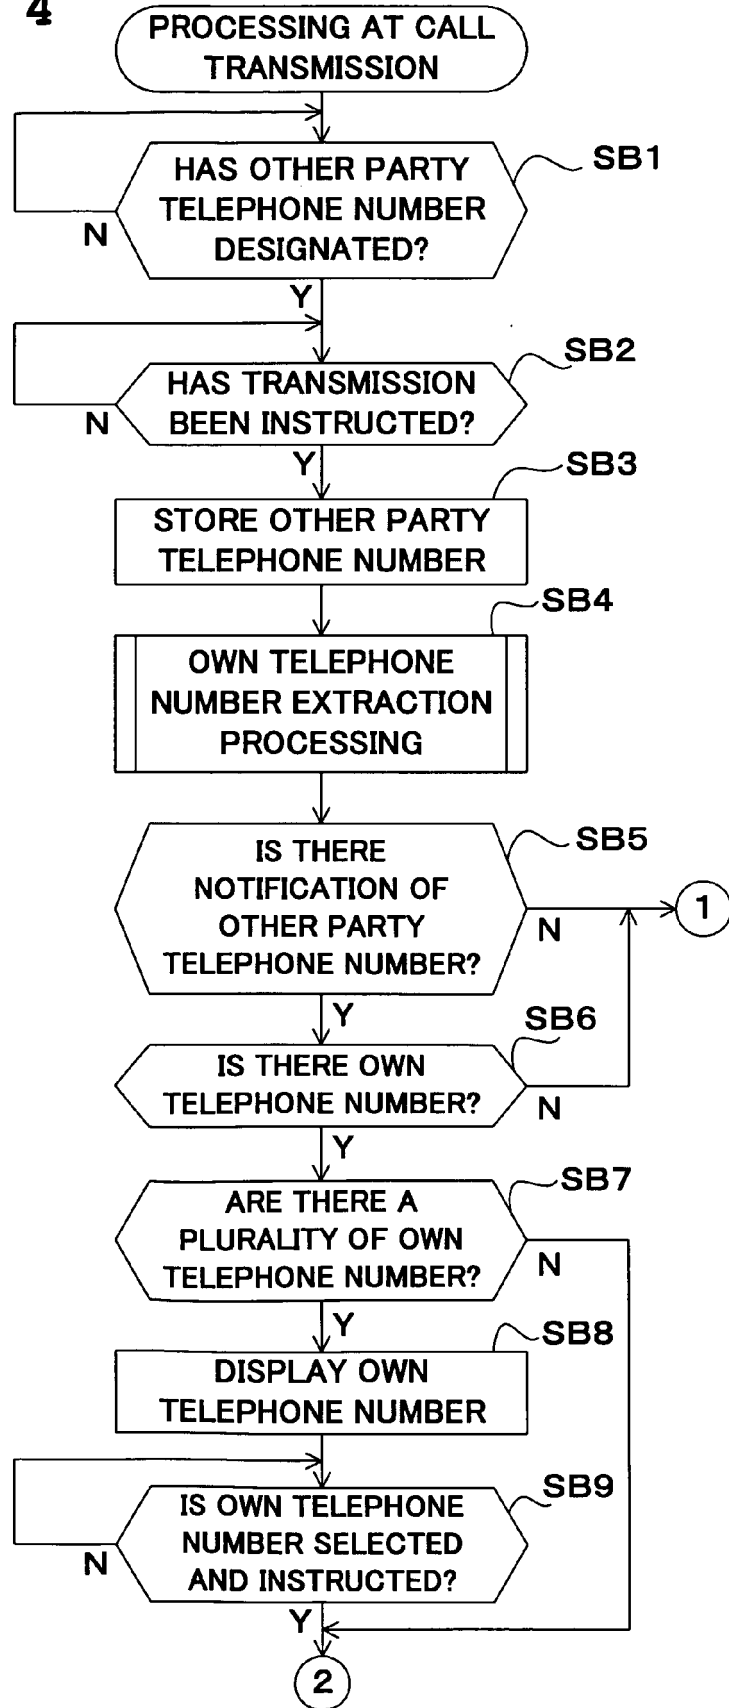 4
PROCESSING AT CALL
TRANSMISSION
HAS OTHER PARTY
TELEPHONE NUMBER
DESIGNATED?
SB1
N
Y
HAS TRANSMISSION
BEEN INSTRUCTED?
SB2
N
Y
STORE OTHER PARTY
TELEPHONE NUMBER
SB3
OWN TELEPHONE
NUMBER EXTRACTION
PROCESSING
SB4
IS THERE
NOTIFICATION OF
OTHER PARTY
TELEPHONE NUMBER?
SB5
N
1
Y
IS THERE OWN
TELEPHONE NUMBER?
SB6
N
Y
ARE THERE A
PLURALITY OF OWN
TELEPHONE NUMBER?
SB7
N
Y
DISPLAY OWN
TELEPHONE NUMBER
SB8
IS OWN TELEPHONE
NUMBER SELECTED
AND INSTRUCTED?
SB9
N
Y
2